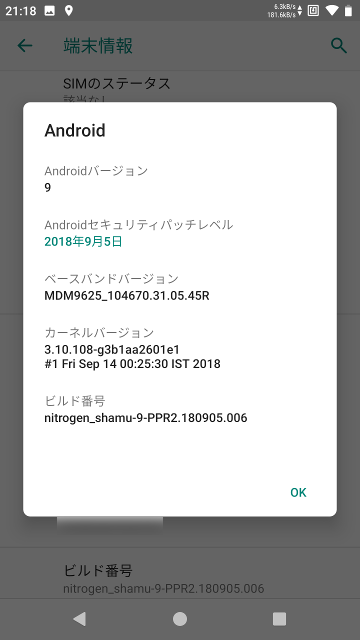 21:18
6.3kB/s
181.6kB/s
端末情報
SIMのステータス
該当なし
Android
Androidバージョン
9
Androidセキュリティパッチレベル
2018年9月5日
ベースバンドバージョン
MDM9625_104670.31.05.45R
カーネルバージョン
3.10.108-g3b1aa2601e1
#1 Fri Sep 14 00:25:30 IST 2018
ビルド番号
nitrogen_shamu-9-PPR2.180905.006
OK
ビルド番号
nitrogen_shamu-9-PPR2.180905.006